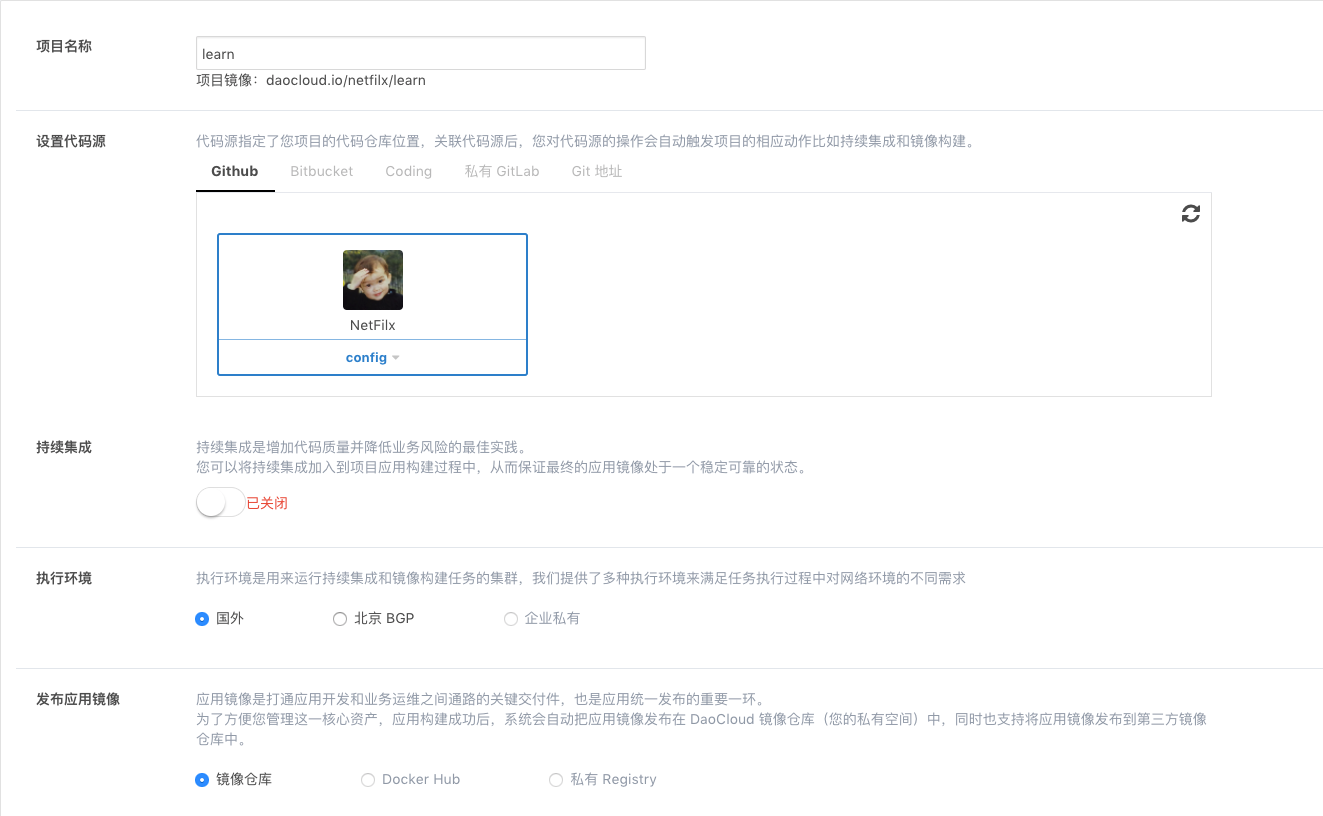 项目名称
learn
项目镜像：daocloud.io/netfilx/learn
设置代码源
代码源指定了您项目的代码仓库位置，关联代码源后，您对代码源的操作会自动触发项目的相应动作比如持续集成和镜像构建。
Github Bitbucket Coding 私有 GitLab Git 地址
NetFilx
config
持续集成
持续集成是增加代码质量并降低业务风险的最佳实践。
您可以将持续集成加入到项目应用构建过程中，从而保证最终的应用镜像处于一个稳定可靠的状态。
已关闭
执行环境
执行环境是用来运行持续集成和镜像构建任务的集群，我们提供了多种执行环境来满足任务执行过程中对网络环境的不同需求
国外 北京 BGP 企业私有
发布应用镜像
应用镜像是打通应用开发和业务运维之间通路的关键交付件，也是应用统一发布的重要一环。
为了方便您管理这一核心资产，应用构建成功后，系统会自动把应用镜像发布在 DaoCloud 镜像仓库（您的私有空间）中，同时也支持将应用镜像发布到第三方镜像
仓库中。
镜像仓库 Docker Hub 私有 Registry